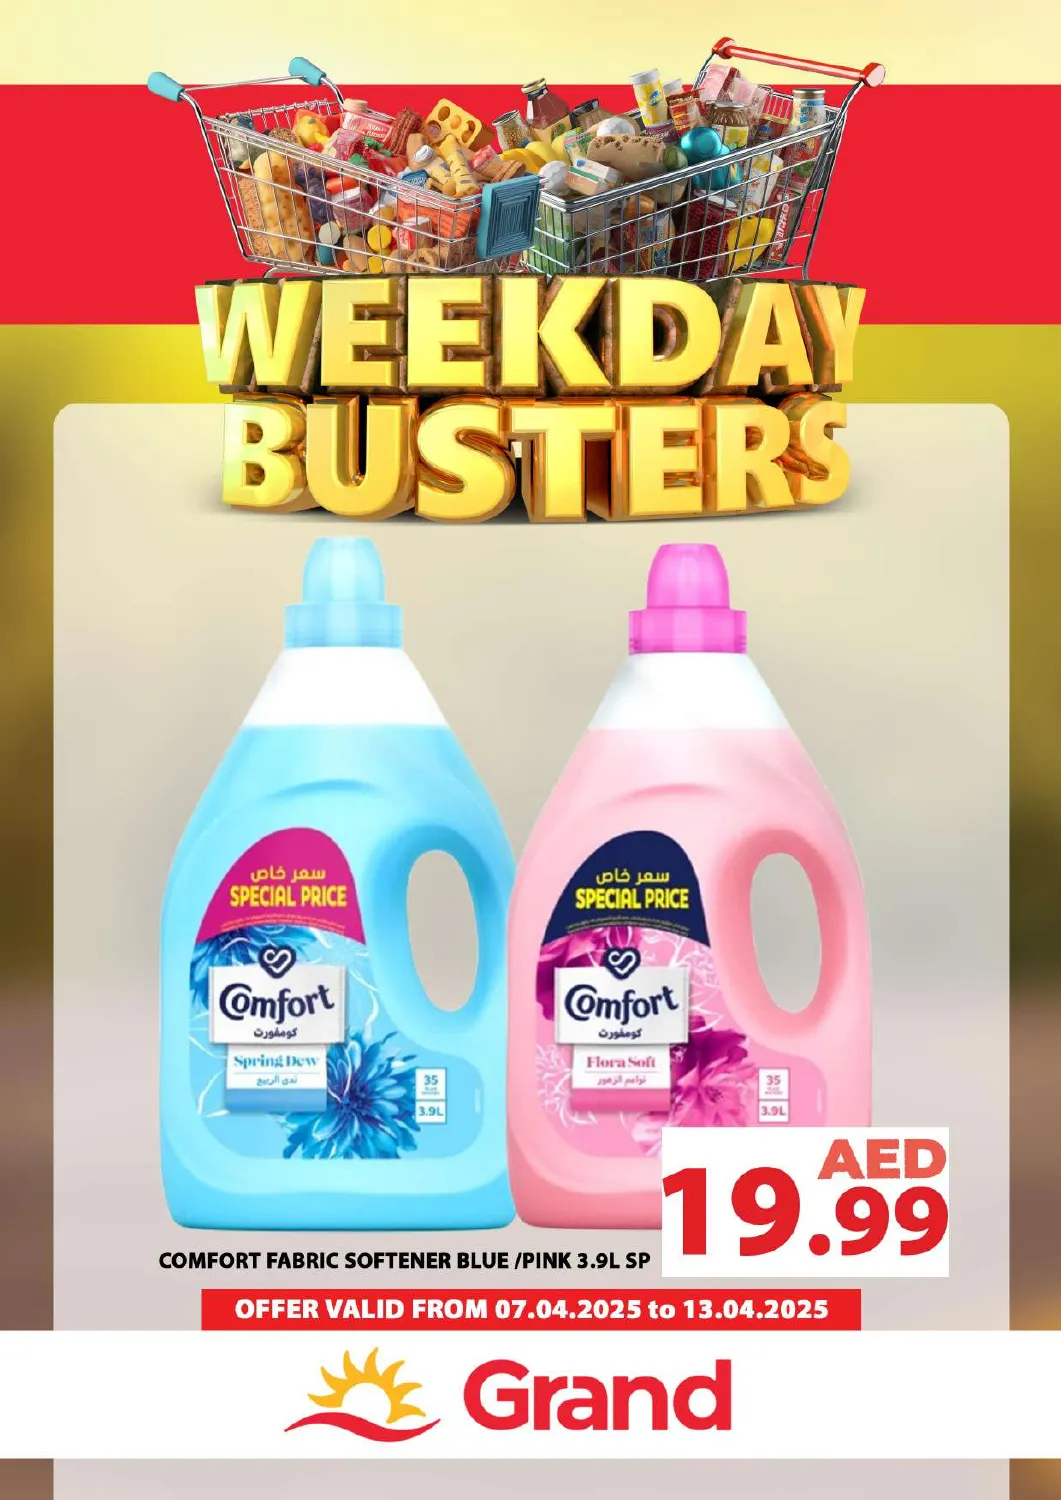 WEEKDAY
BUSTERS
سعر خاص
SPECIAL PRICE
Comfort
كومفورت
Spring Dew
ندى الربيع
35
3.9L
سعر خاص
SPECIAL PRICE
Comfort
كومفورت
Flora Soft
نواعم الزهور
35
3.9L
AED
19.99
COMFORT FABRIC SOFTENER BLUE /PINK 3.9L SP
OFFER VALID FROM 07.04.2025 to 13.04.2025
Grand